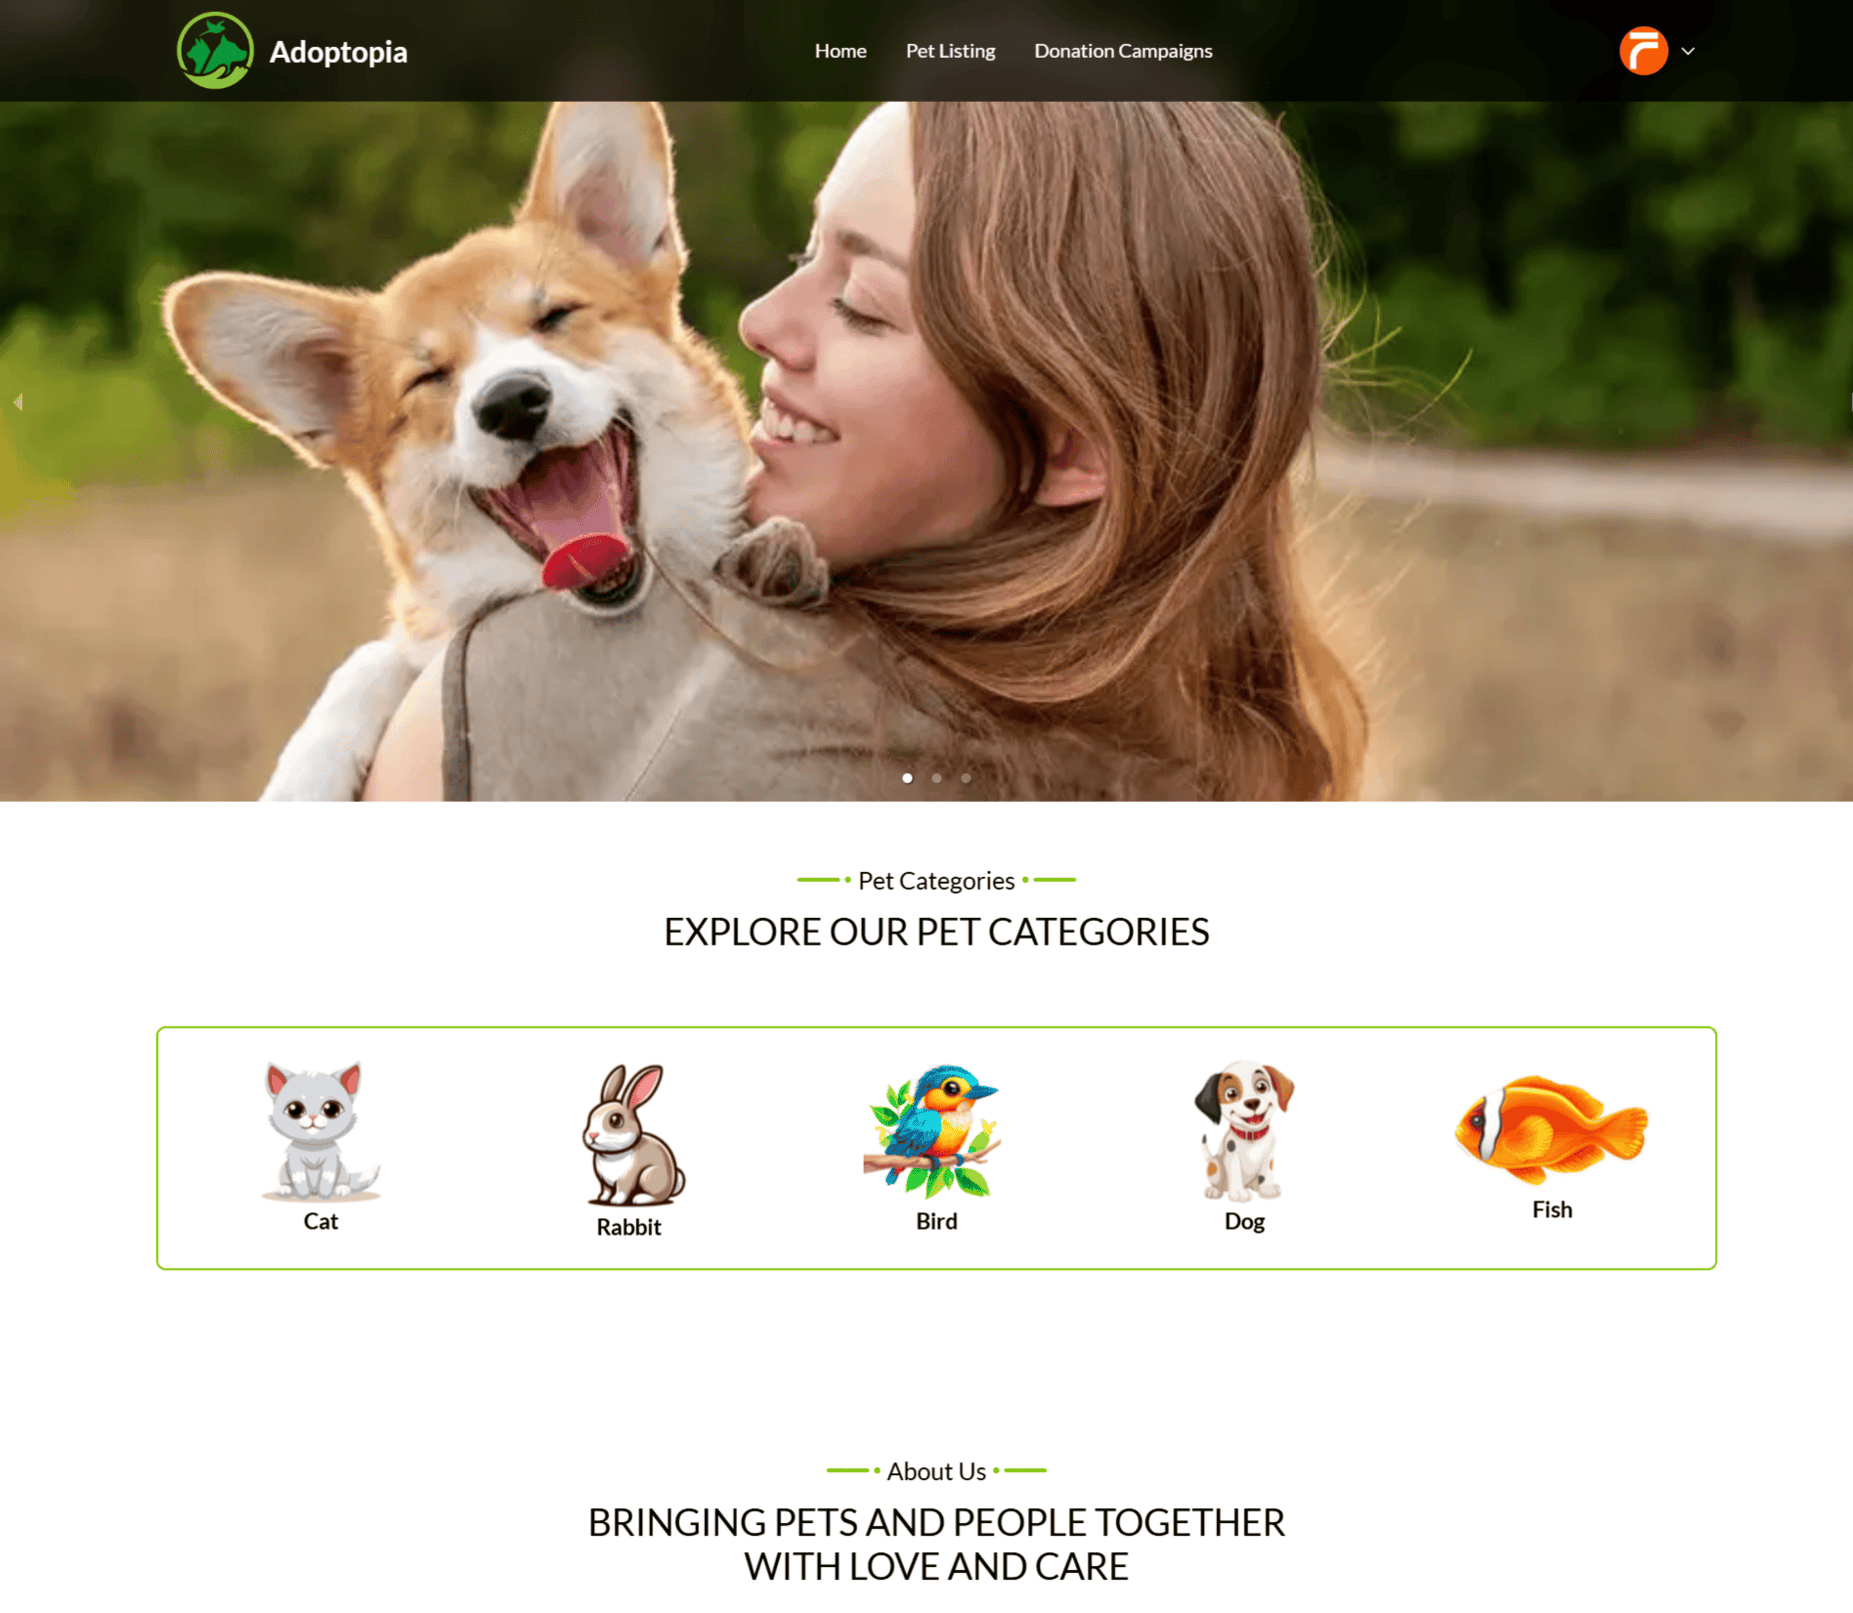 Adoptopia
Home
Pet Listing
Donation Campaigns
Pet Categories
EXPLORE OUR PET CATEGORIES
Cat
Rabbit
Bird
Dog
Fish
About Us
BRINGING PETS AND PEOPLE TOGETHER
WITH LOVE AND CARE